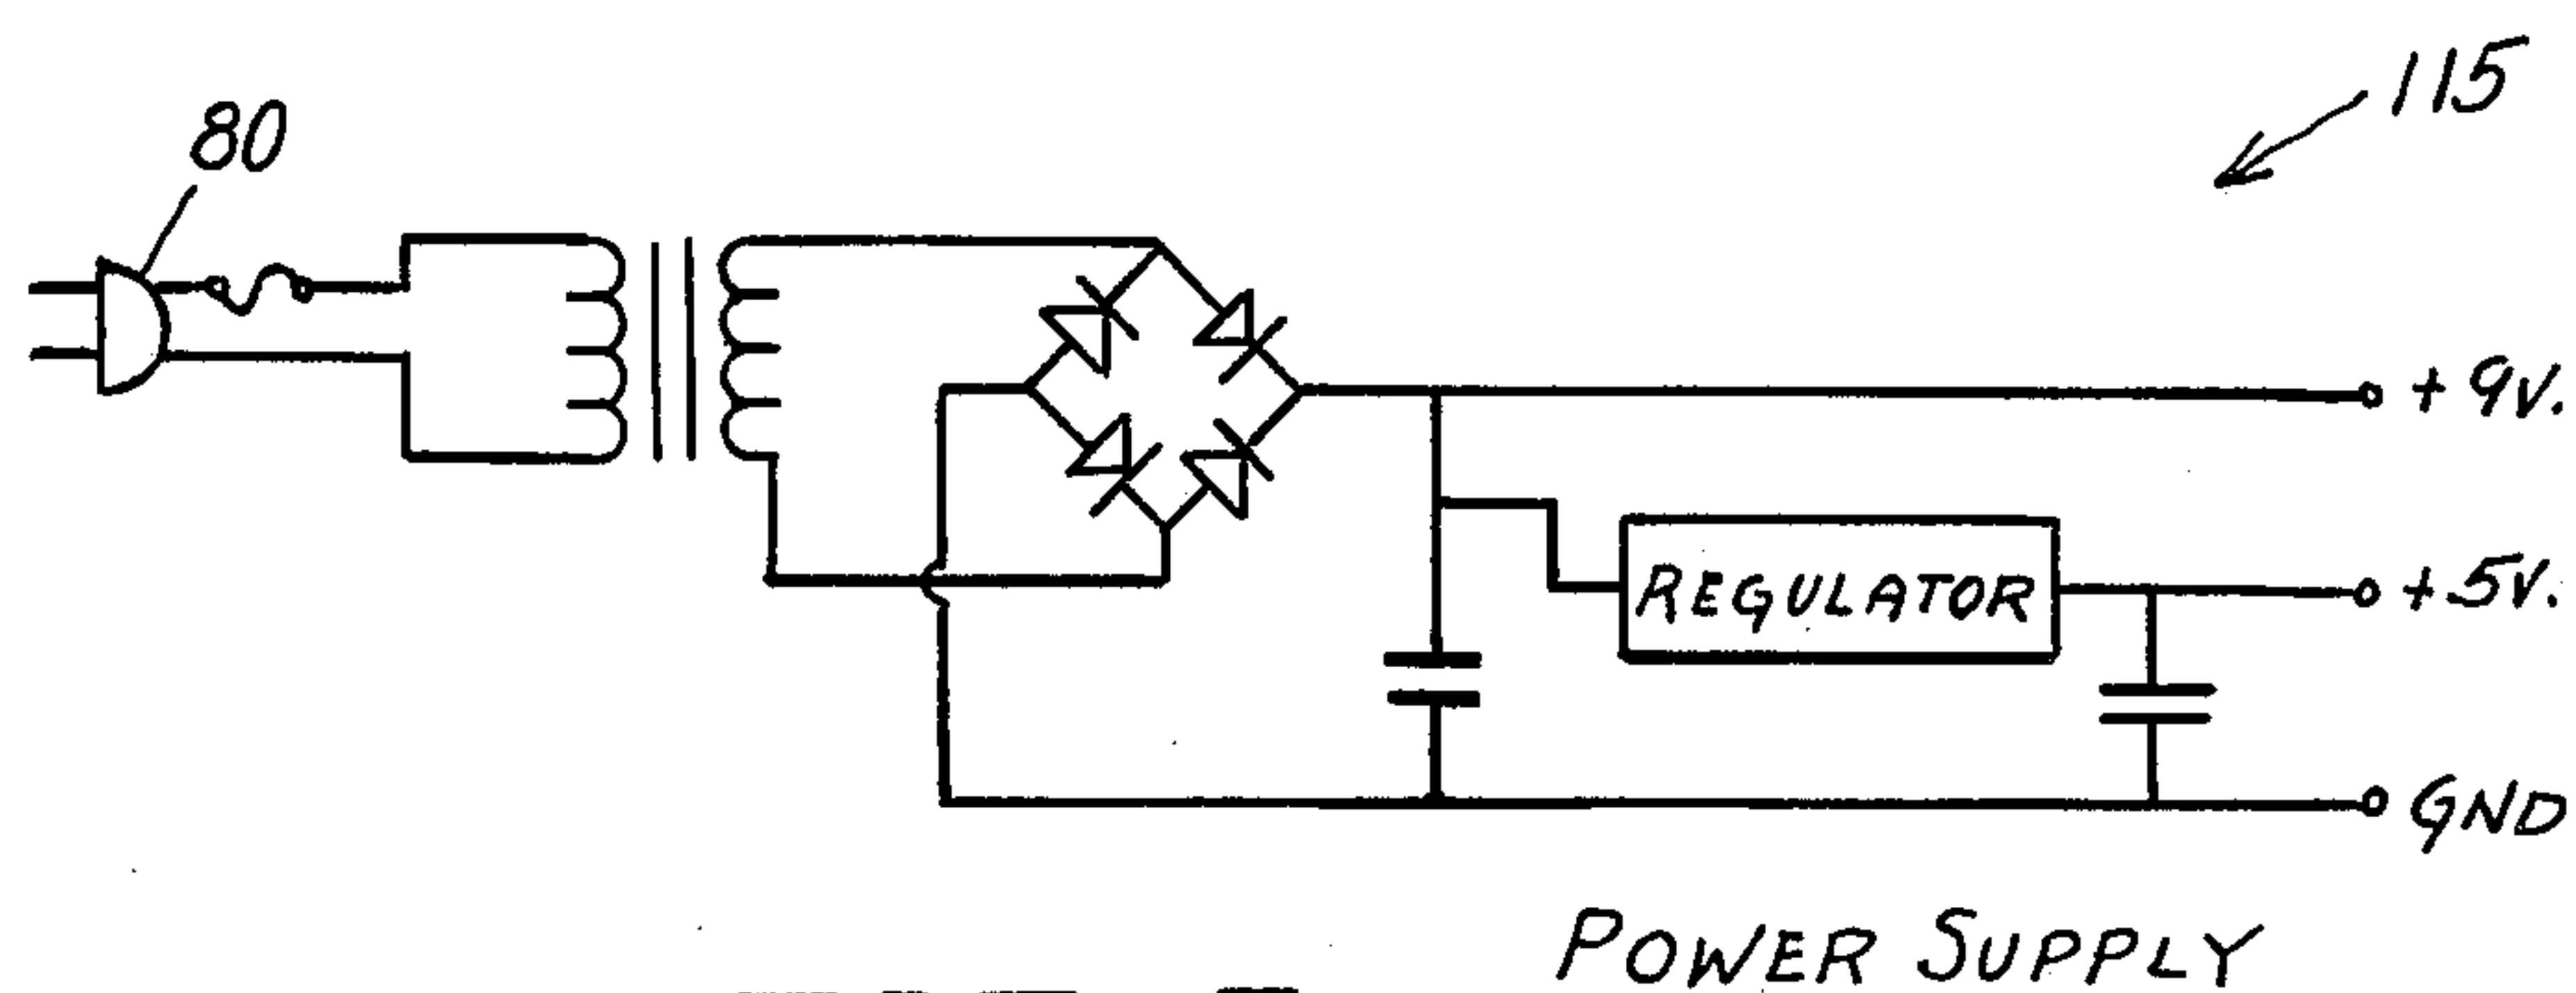 115
80
+ 9V.
REGULATOR
+ 5V.
GND
POWER SUPPLY